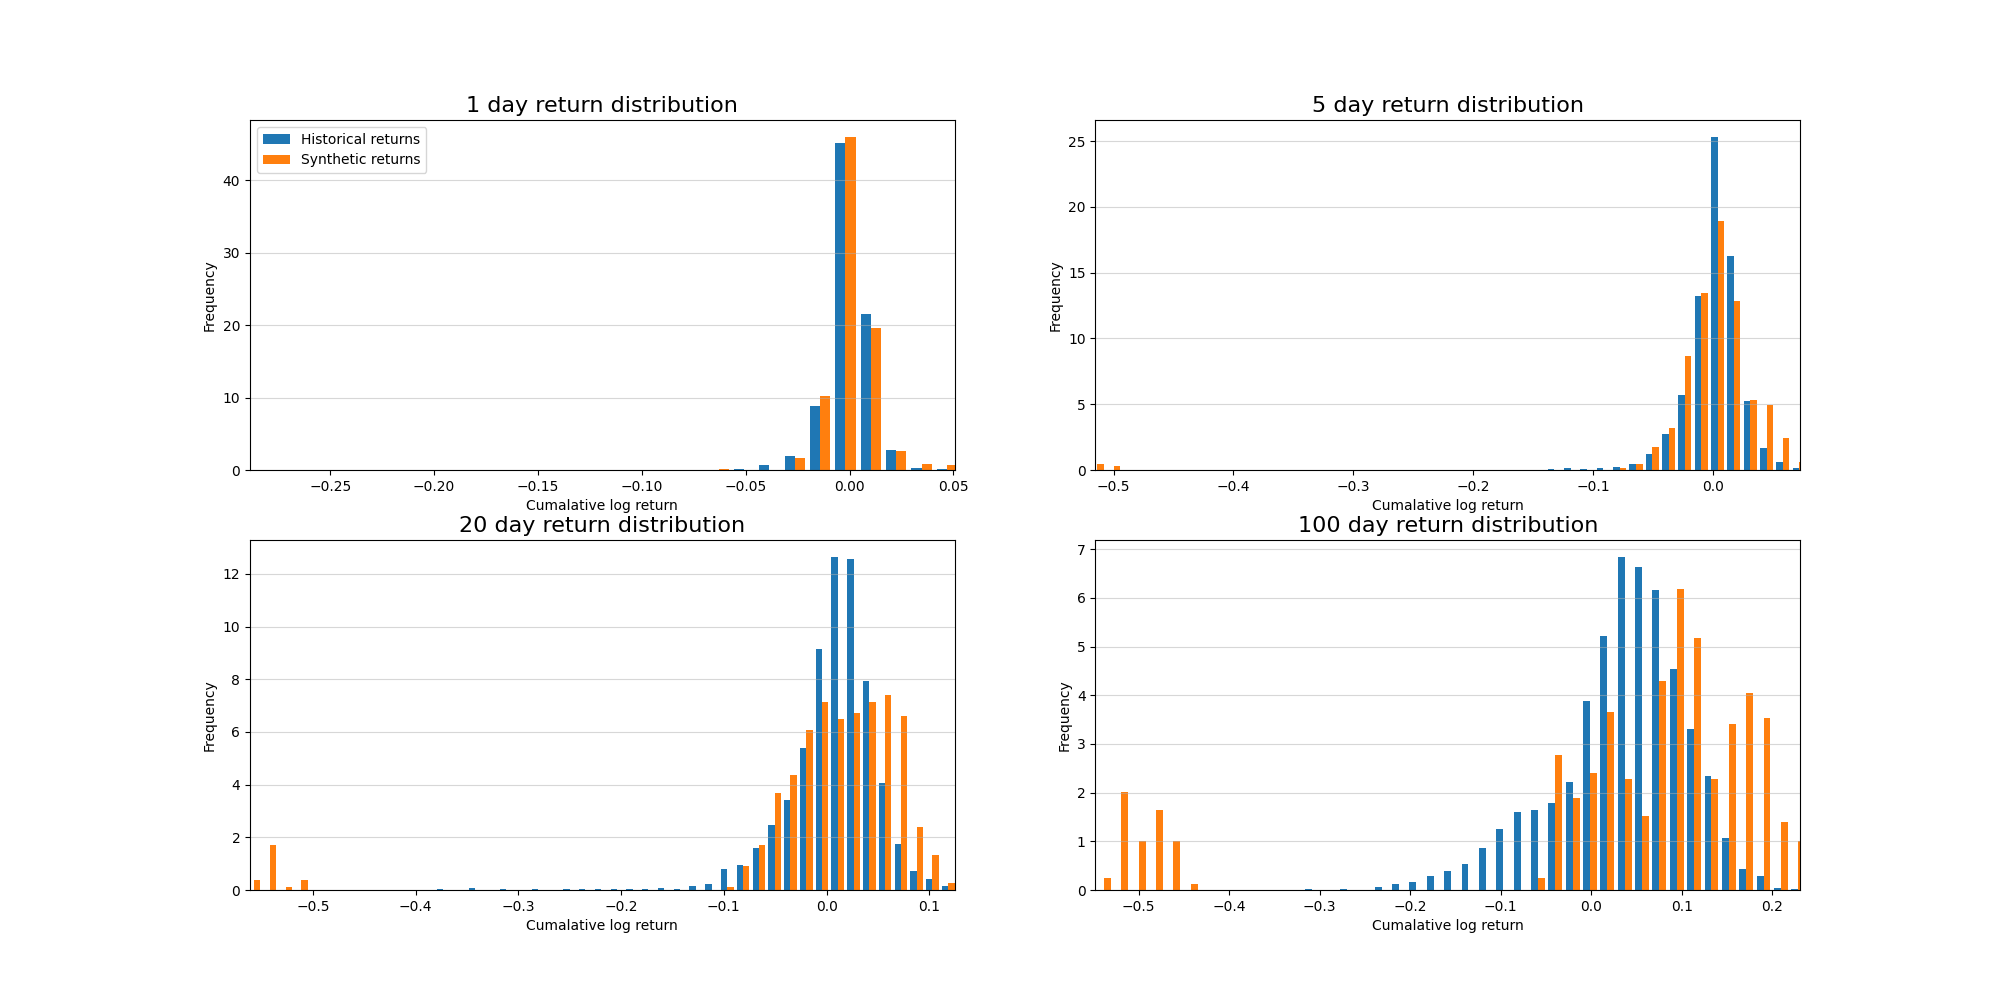 1 day return distribution
Historical returns
Synthetic returns
Frequency
40
30
20
10
0
−0.25 −0.20 −0.15 −0.10 −0.05 0.00 0.05
Cumalative log return
5 day return distribution
Frequency
25
20
15
10
5
0
−0.5 −0.4 −0.3 −0.2 −0.1 0.0
Cumalative log return
20 day return distribution
Frequency
12
10
8
6
4
2
0
−0.5 −0.4 −0.3 −0.2 −0.1 0.0 0.1
Cumalative log return
100 day return distribution
Frequency
7
6
5
4
3
2
1
0
−0.5 −0.4 −0.3 −0.2 −0.1 0.0 0.1 0.2
Cumalative log return